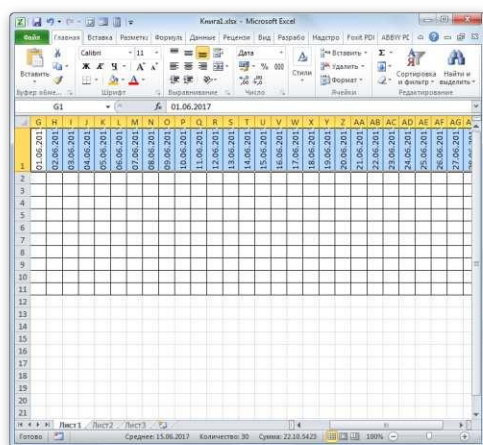 Книга1.xlsx - Microsoft Excel
Файл Главная Вставка Разметка Формулы Данные Рецензи Вид Разрабо Надстро Foxit PDI ABBYY PC
Вставить
Calibri 11
Ж К Ч
Дата
% 000
Стили
Вставить
Удалить
Формат
Σ
Сортировка и фильтр
Найти и выделить
Буфер обме... Шрифт Выравнивание Число Ячейки Редактирование
G1 fx 01.06.2017
G H I J K L M N O P Q R S T U V W X Y Z AA AB AC AD AE AF AG A
1 01.06.201 02.06.201 03.06.201 04.06.201 05.06.201 06.06.201 07.06.201 08.06.201 09.06.201 10.06.201 11.06.201 12.06.201 13.06.201 14.06.201 15.06.201 16.06.201 17.06.201 18.06.201 19.06.201 20.06.201 21.06.201 22.06.201 23.06.201 24.06.201 25.06.201 26.06.201 27.06.201
2
3
4
5
6
7
8
9
10
11
12
13
14
15
16
17
18
19
20
21
Лист1 Лист2 Лист3
Готово Среднее: 15.06.2017 Количество: 30 Сумма: 22.10.5423 100%